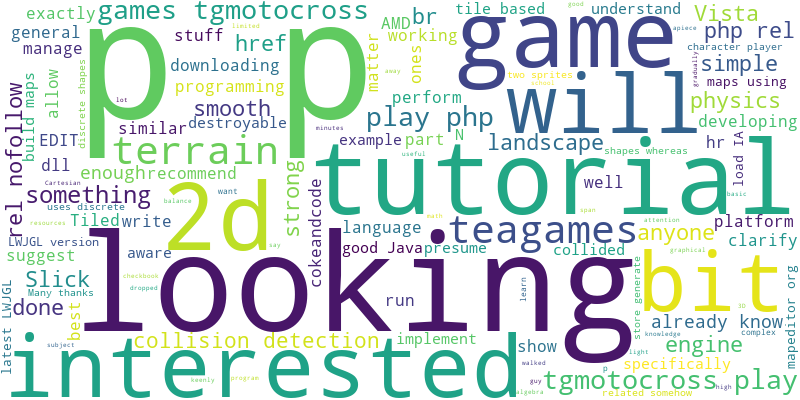 exactly
games tgmotocross
AMD
br
tile based
understand
p
p
game
general
manage
stuff
href
matter
working
ones
Vista
php rel
character player
downloading
programming
two sprites
simple
maps using
gradually
apiece
good
limited
rel nofollow
build maps
allow
discrete shapes
smooth
perform
will
school
physics
similar
destroyable
play php
developing
away
EDIT
lot
minutes
terrain
example
part
N
landscape
shapes whereas
hr
load IA
dll
enough
recommend
useful
tutorial
basic
Cartesian
something
strong
2d
well
uses discrete
want
balance
Tiled
write
cokeandcode
language
teagames
anyone
platform
LWJGL version
aware
good Java
presume
collided
clarify
suggest
resources
math
span
attention
say
looking
bit
graphical
mapeditor org
Slick
checkbook
store generate
3D
latest LWJGL
Many thanks
dropped
run
learn
done
already know
best
collision detection
implement
knowledge
complex
show
light
engine
subject
walked
specifically
interested
p
tgmotocross play
keenly
program
guy
algebra
related somehow
high